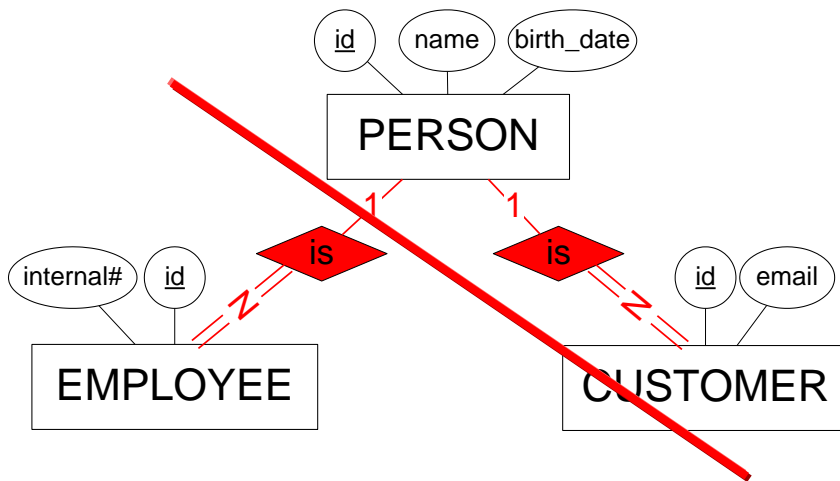 id name birth_date
PERSON
1 1
is is
internal# id id email
N N
EMPLOYEE CUSTOMER